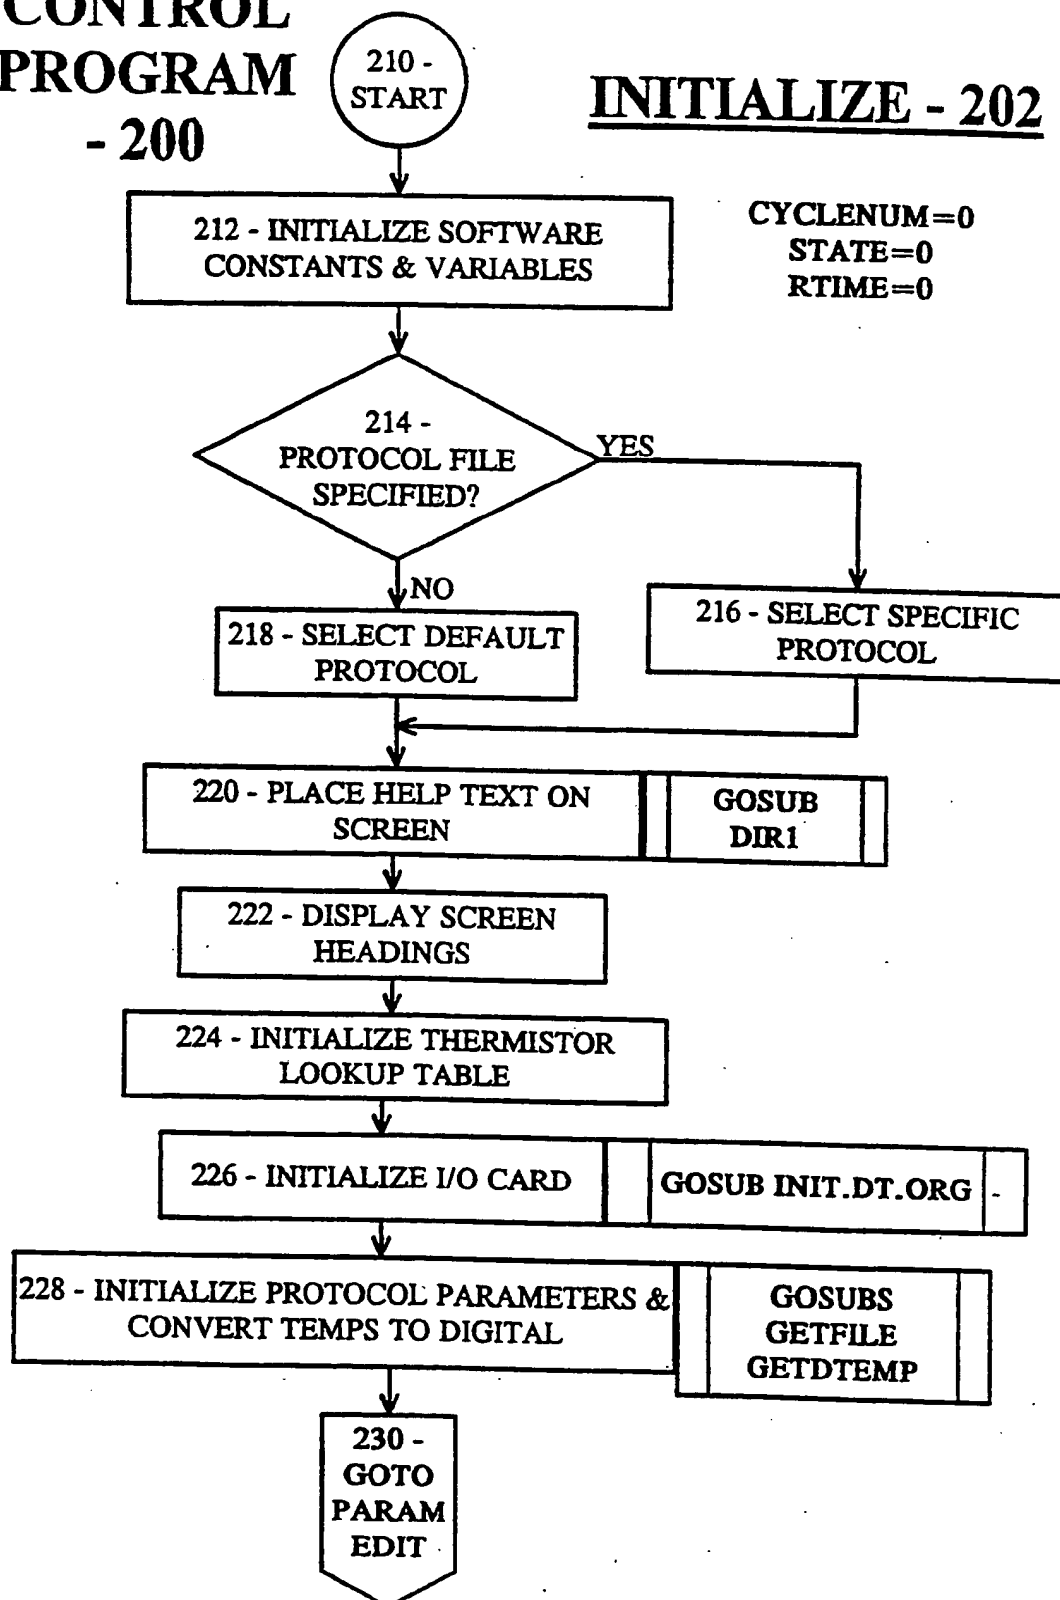 CONTROL
PROGRAM
- 200
210 -
START
INITIALIZE - 202
212 - INITIALIZE SOFTWARE
CONSTANTS & VARIABLES
CYCLENUM=0
STATE=0
RTIME=0
214 -
PROTOCOL FILE
SPECIFIED?
YES
NO
218 - SELECT DEFAULT
PROTOCOL
216 - SELECT SPECIFIC
PROTOCOL
220 - PLACE HELP TEXT ON
SCREEN
GOSUB
DIR1
222 - DISPLAY SCREEN
HEADINGS
224 - INITIALIZE THERMISTOR
LOOKUP TABLE
226 - INITIALIZE I/O CARD
GOSUB INIT.DT.ORG -
228 - INITIALIZE PROTOCOL PARAMETERS &
CONVERT TEMPS TO DIGITAL
GOSUBS
GETFILE
GETDTEMP
230 -
GOTO
PARAM
EDIT